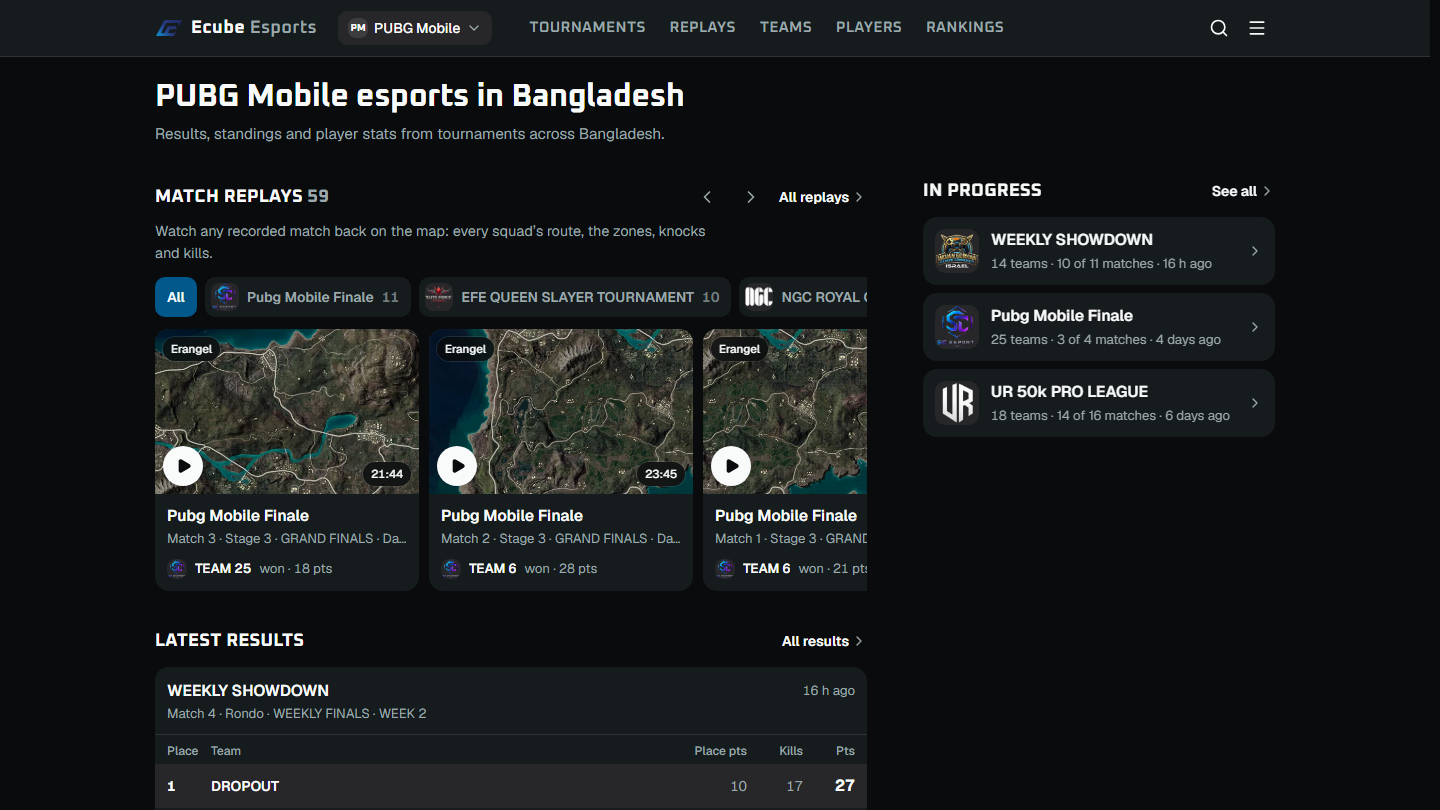 Ecube Esports
PM PUBG Mobile
TOURNAMENTS REPLAYS TEAMS PLAYERS RANKINGS
PUBG Mobile esports in Bangladesh
Results, standings and player stats from tournaments across Bangladesh.
MATCH REPLAYS 59
All replays
Watch any recorded match back on the map: every squad's route, the zones, knocks
and kills.
All
Pubg Mobile Finale 11
EFE QUEEN SLAYER TOURNAMENT 10
NGC NGC ROYAL
Erangel
21:44
Pubg Mobile Finale
Match 3 · Stage 3 · GRAND FINALS · Da...
TEAM 25 won · 18 pts
Erangel
23:45
Pubg Mobile Finale
Match 2 · Stage 3 · GRAND FINALS · Da...
TEAM 6 won · 28 pts
Erangel
Pubg Mobile Finale
Match 1 · Stage 3 · GRAND
TEAM 6 won · 21 pts
LATEST RESULTS
All results
WEEKLY SHOWDOWN
16 h ago
Match 4 · Rondo · WEEKLY FINALS · WEEK 2
Place Team Place pts Kills Pts
1 DROPOUT 10 17 27
IN PROGRESS
See all
ISRAEL
WEEKLY SHOWDOWN
14 teams · 10 of 11 matches · 16 h ago
Pubg Mobile Finale
25 teams · 3 of 4 matches · 4 days ago
UR
UR 50k PRO LEAGUE
18 teams · 14 of 16 matches · 6 days ago